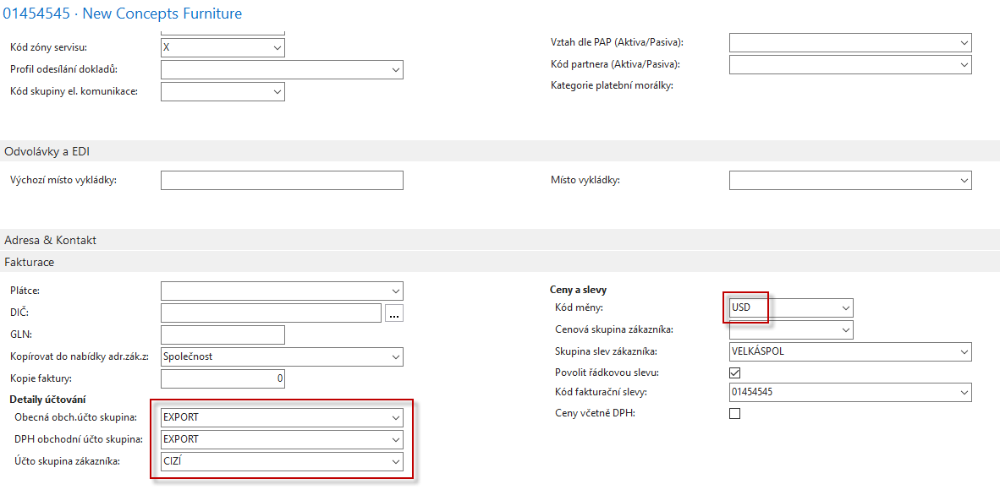 01454545 · New Concepts Furniture
Kód zóny servisu: X
Profil odesílání dokladů:
Kód skupiny el. komunikace:
Vztah dle PAP (Aktiva/Pasiva):
Kód partnera (Aktiva/Pasiva):
Kategorie platební morálky:
Odvolávky a EDI
Výchozí místo vykládky:
Místo vykládky:
Adresa & Kontakt
Fakturace
Plátce:
DIČ: ...
GLN:
Kopírovat do nabídky adr.zák.z: Společnost
Kopie faktury: 0
Detaily účtování
Obecná obch.účto skupina: EXPORT
DPH obchodní účto skupina: EXPORT
Účto skupina zákazníka: CIZÍ
Ceny a slevy
Kód měny: USD
Cenová skupina zákazníka:
Skupina slev zákazníka: VELKÁSPOL
Povolit řádkovou slevu:
Kód fakturační slevy: 01454545
Ceny včetně DPH: